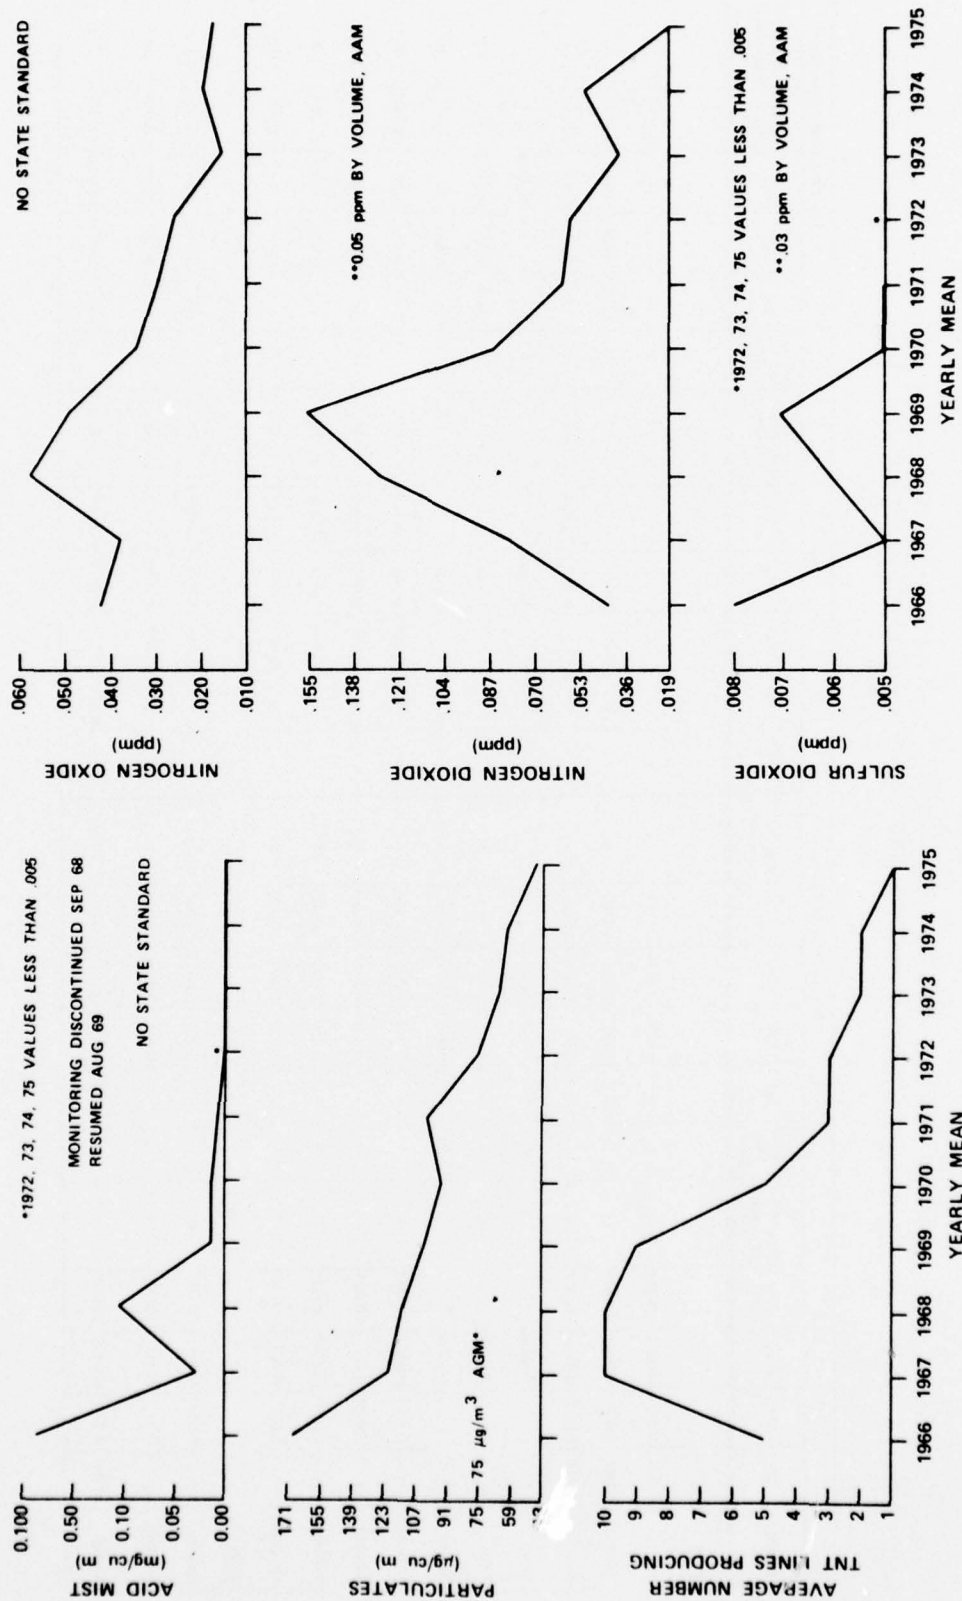 *1972, 73, 74, 75 VALUES LESS THAN .005
MONITORING DISCONTINUED SEP 68
RESUMED AUG 69
NO STATE STANDARD
ACID MIST
(mg/cu m)
0.100
0.10
0.05
0.00
PARTICULATES
(µg/cu m)
171
155
139
123
107
91
75
59
75 µg/m³ AGM*
AVERAGE NUMBER
TNT LINES PRODUCING
10
9
8
7
6
5
4
3
2
1
1966 1967 1968 1969 1970 1971 1972 1973 1974 1975
YEARLY MEAN
NO STATE STANDARD
NITROGEN OXIDE
(ppm)
.060
.050
.040
.030
.020
.010
**0.05 ppm BY VOLUME, AAM
NITROGEN DIOXIDE
(ppm)
.155
.138
.121
.104
.087
.070
.053
.036
.019
*1972, 73, 74, 75 VALUES LESS THAN .005
**.03 ppm BY VOLUME, AAM
SULFUR DIOXIDE
(ppm)
.008
.007
.006
.005
1966 1967 1968 1969 1970 1971 1972 1973 1974 1975
YEARLY MEAN